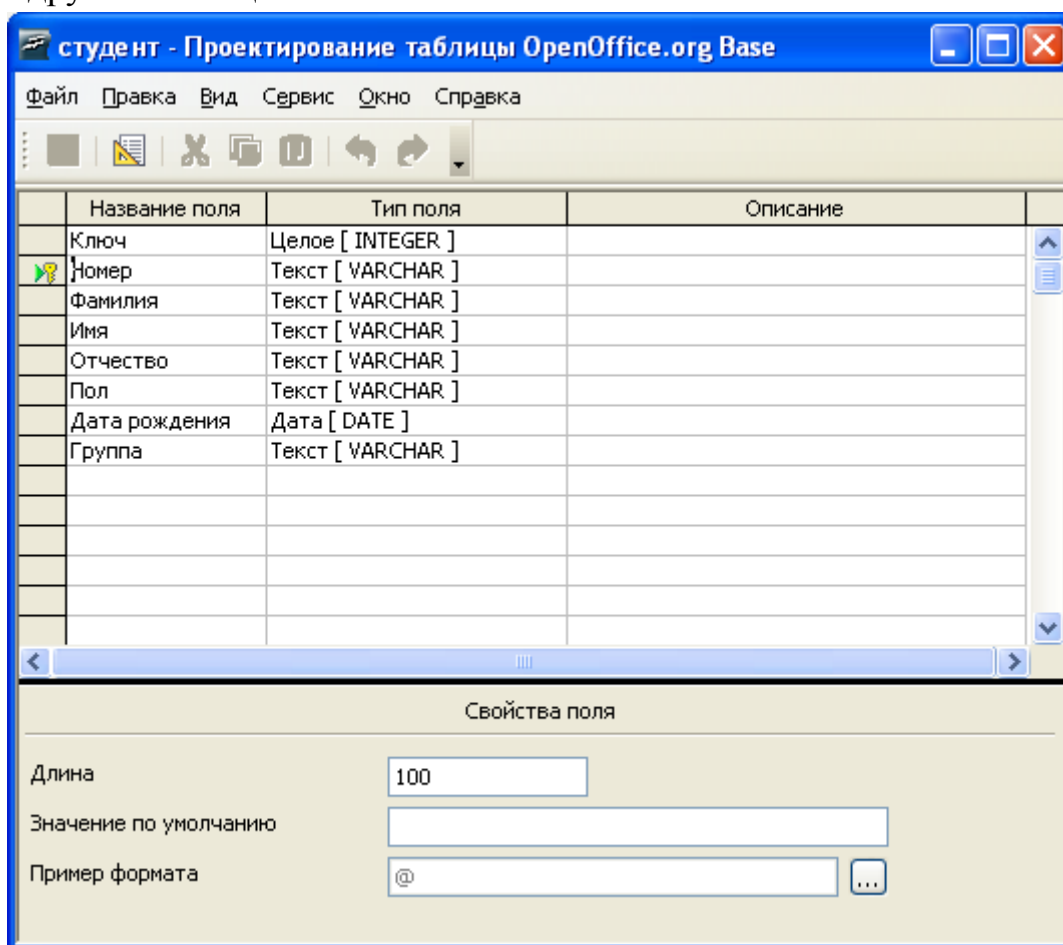 студент - Проектирование таблицы OpenOffice.org Base
Файл Правка Вид Сервис Окно Справка
Название поля Тип поля Описание
Ключ Целое [ INTEGER ]
Номер Текст [ VARCHAR ]
Фамилия Текст [ VARCHAR ]
Имя Текст [ VARCHAR ]
Отчество Текст [ VARCHAR ]
Пол Текст [ VARCHAR ]
Дата рождения Дата [ DATE ]
Группа Текст [ VARCHAR ]
Свойства поля
Длина 100
Значение по умолчанию
Пример формата @ ...